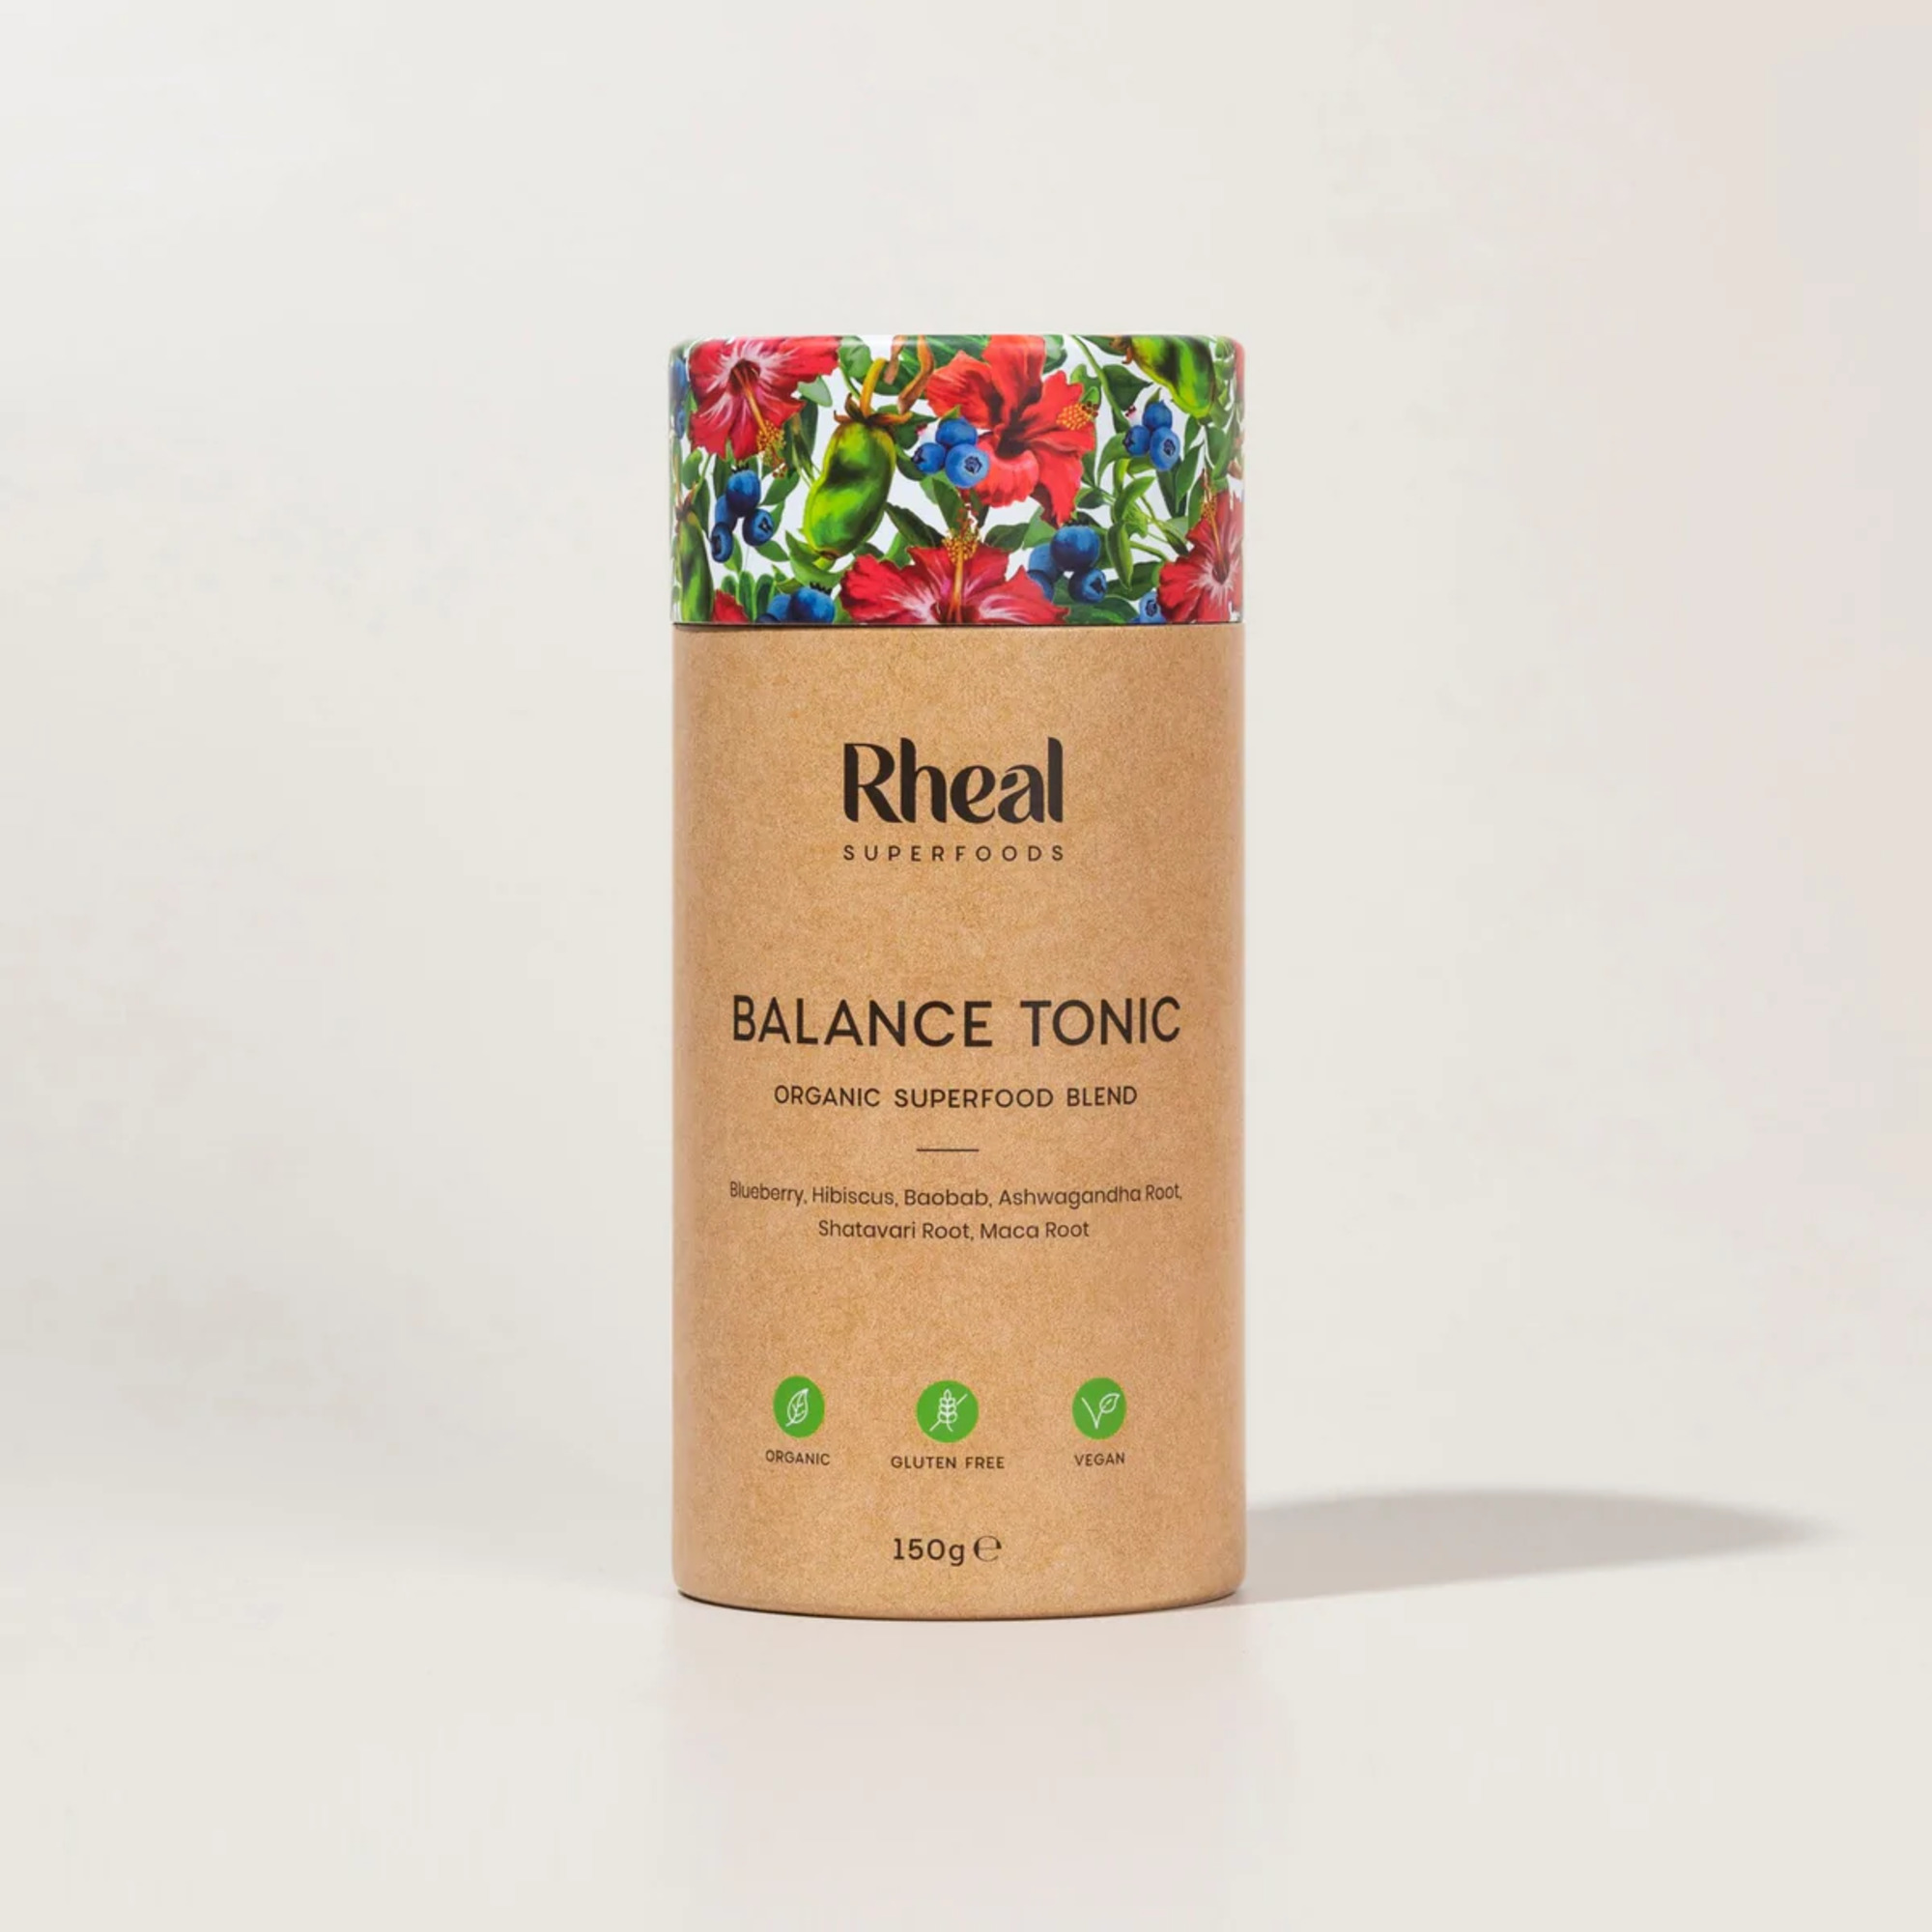 Rheal
SUPERFOODS
BALANCE TONIC
ORGANIC SUPERFOOD BLEND
Blueberry, Hibiscus, Baobab, Ashwagandha Root,
Shatavari Root, Maca Root
ORGANIC GLUTEN FREE VEGAN
150g ℮